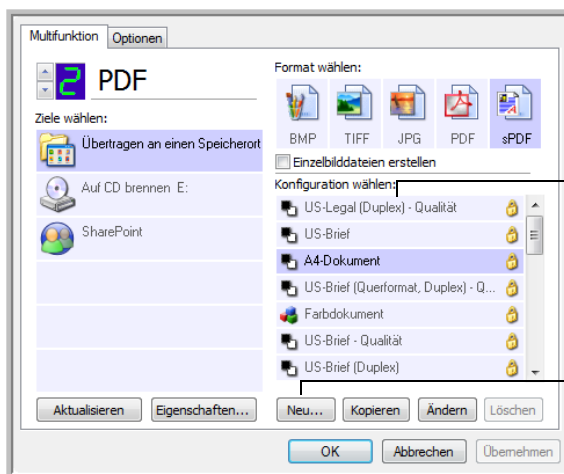 Multifunktion Optionen
2 PDF
Ziele wählen:
Übertragen an einen Speicherort
Auf CD brennen E:
SharePoint
Aktualisieren Eigenschaften...
Format wählen:
BMP TIFF JPG PDF sPDF
Einzelbilddateien erstellen
Konfiguration wählen:
US-Legal (Duplex) - Qualität
US-Brief
A4-Dokument
US-Brief (Querformat, Duplex) - Q...
Farbdokument
US-Brief - Qualität
US-Brief (Duplex)
Neu... Kopieren Ändern Löschen
OK Abbrechen Übernehmen